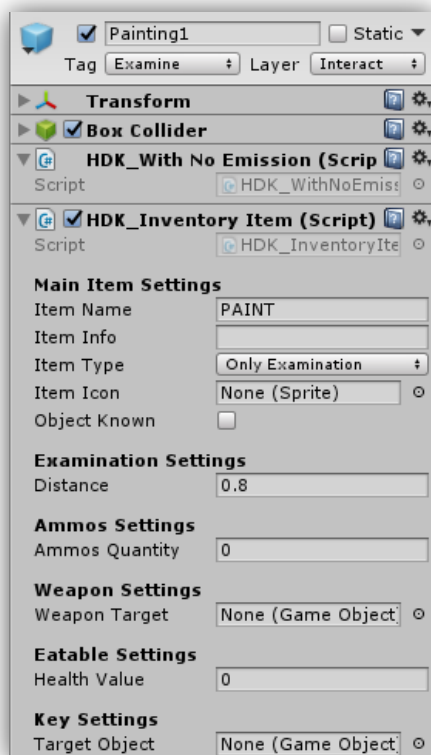 Painting1 Static
Tag Examine Layer Interact
Transform
Box Collider
HDK_With No Emission (Scrip
Script HDK_WithNoEmiss
HDK_Inventory Item (Script)
Script HDK_InventoryIte
Main Item Settings
Item Name PAINT
Item Info
Item Type Only Examination
Item Icon None (Sprite)
Object Known
Examination Settings
Distance 0.8
Ammos Settings
Ammos Quantity 0
Weapon Settings
Weapon Target None (Game Object)
Eatable Settings
Health Value 0
Key Settings
Target Object None (Game Object)